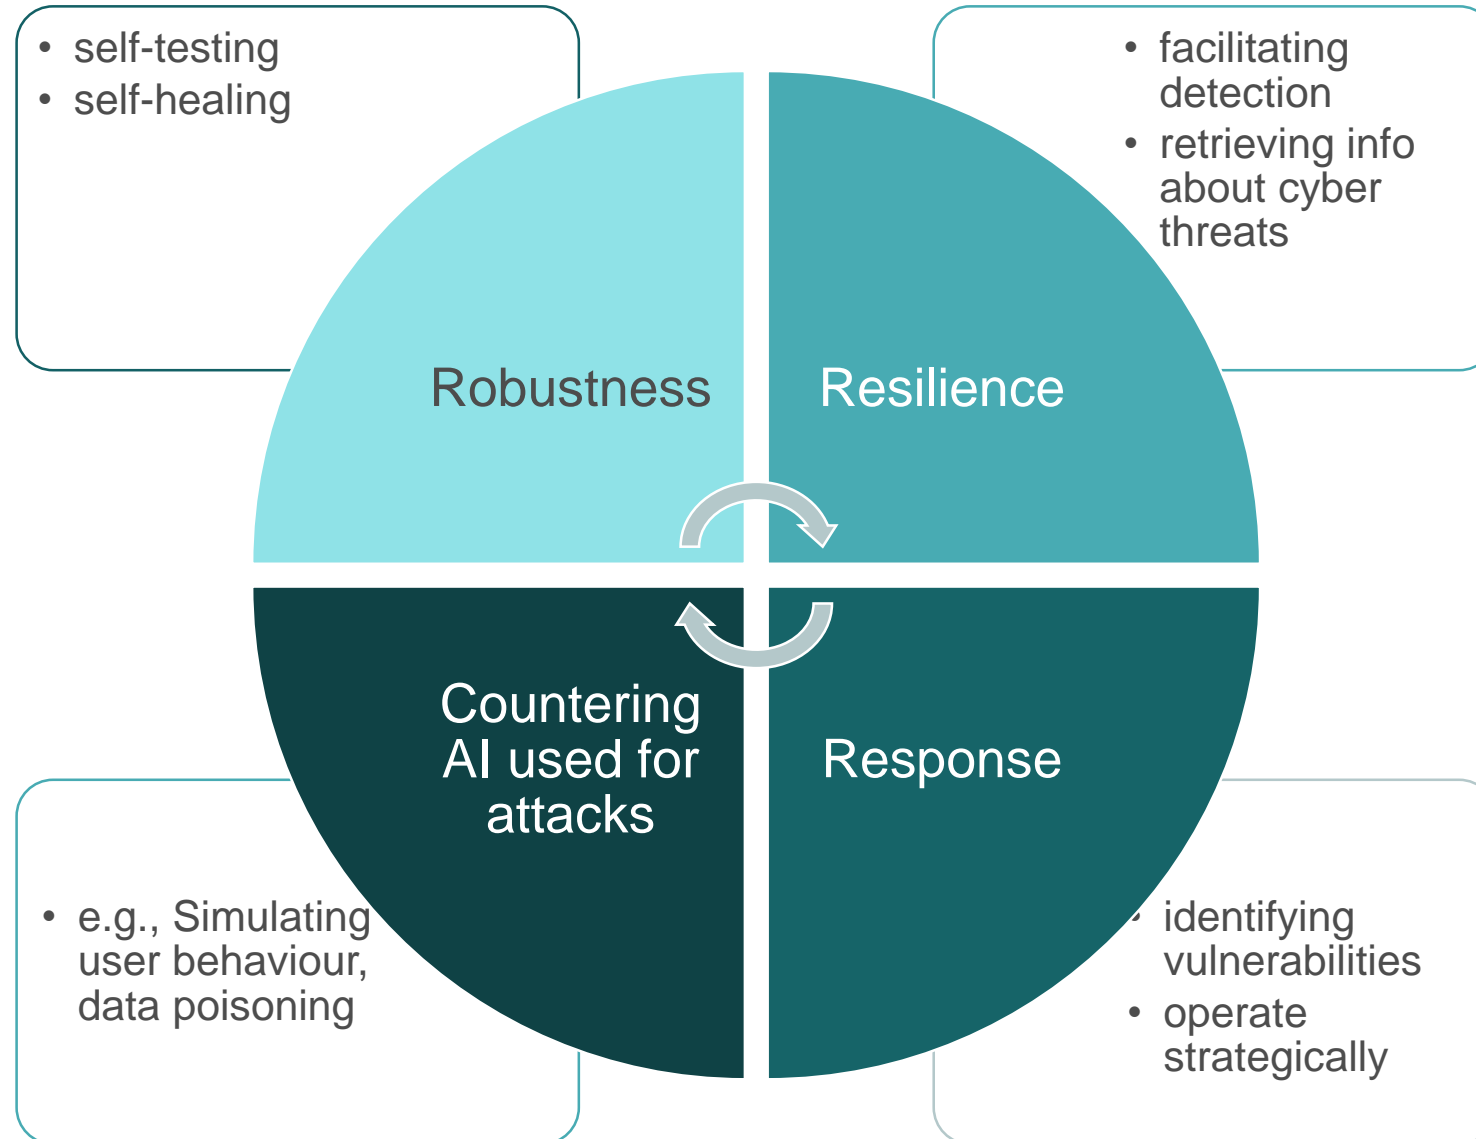 • self-testing
• self-healing
• facilitating
detection
• retrieving info
about cyber
threats
Robustness
Resilience
Countering
AI used for
attacks
Response
• e.g., Simulating
user behaviour,
data poisoning
• identifying
vulnerabilities
• operate
strategically